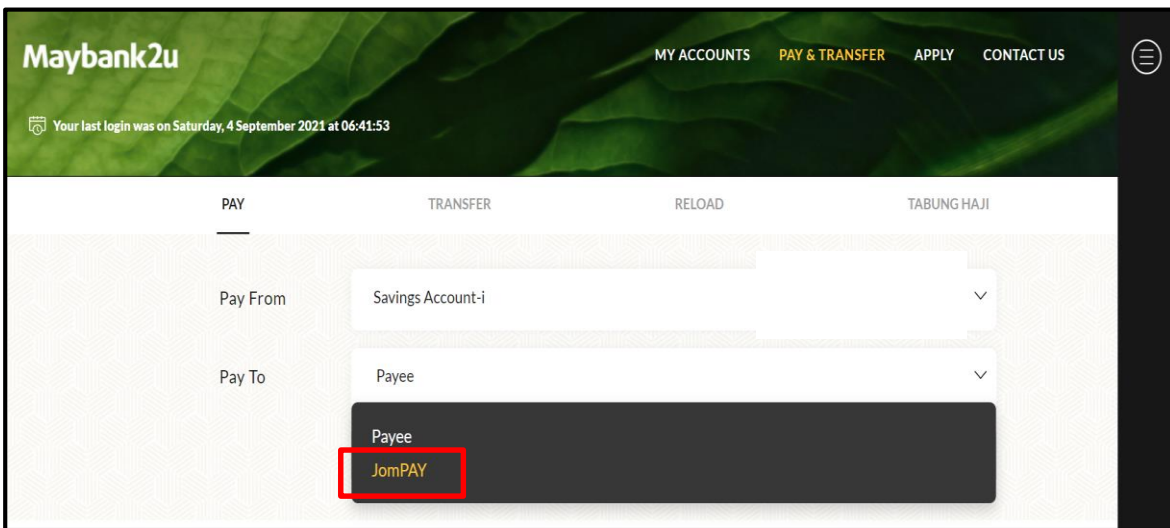 Maybank2u
MY ACCOUNTS PAY & TRANSFER APPLY CONTACT US
Your last login was on Saturday, 4 September 2021 at 06:41:53
PAY TRANSFER RELOAD TABUNG HAJI
Pay From Savings Account-i
Pay To Payee
Payee
JomPAY